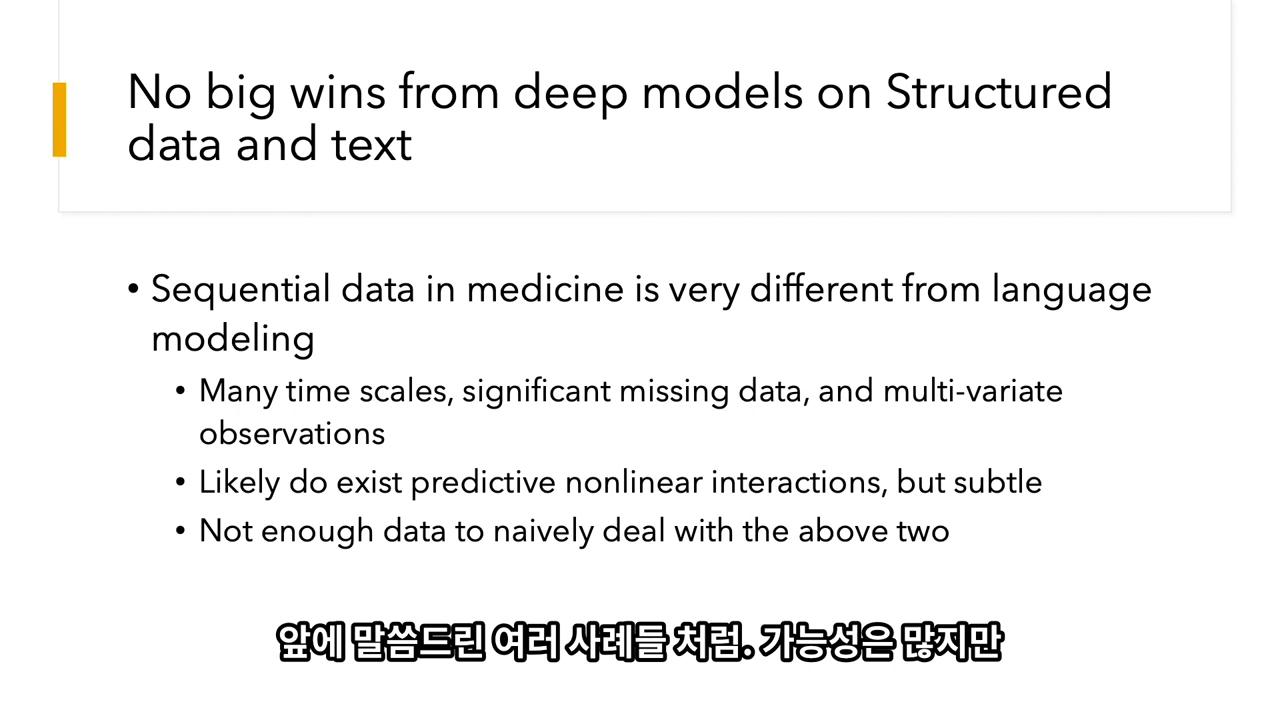 No big wins from deep models on Structured
data and text
• Sequential data in medicine is very different from language
modeling
• Many time scales, significant missing data, and multi-variate
observations
• Likely do exist predictive nonlinear interactions, but subtle
• Not enough data to naively deal with the above two
앞에 말씀드린 여러 사례들 처럼. 가능성은 많지만